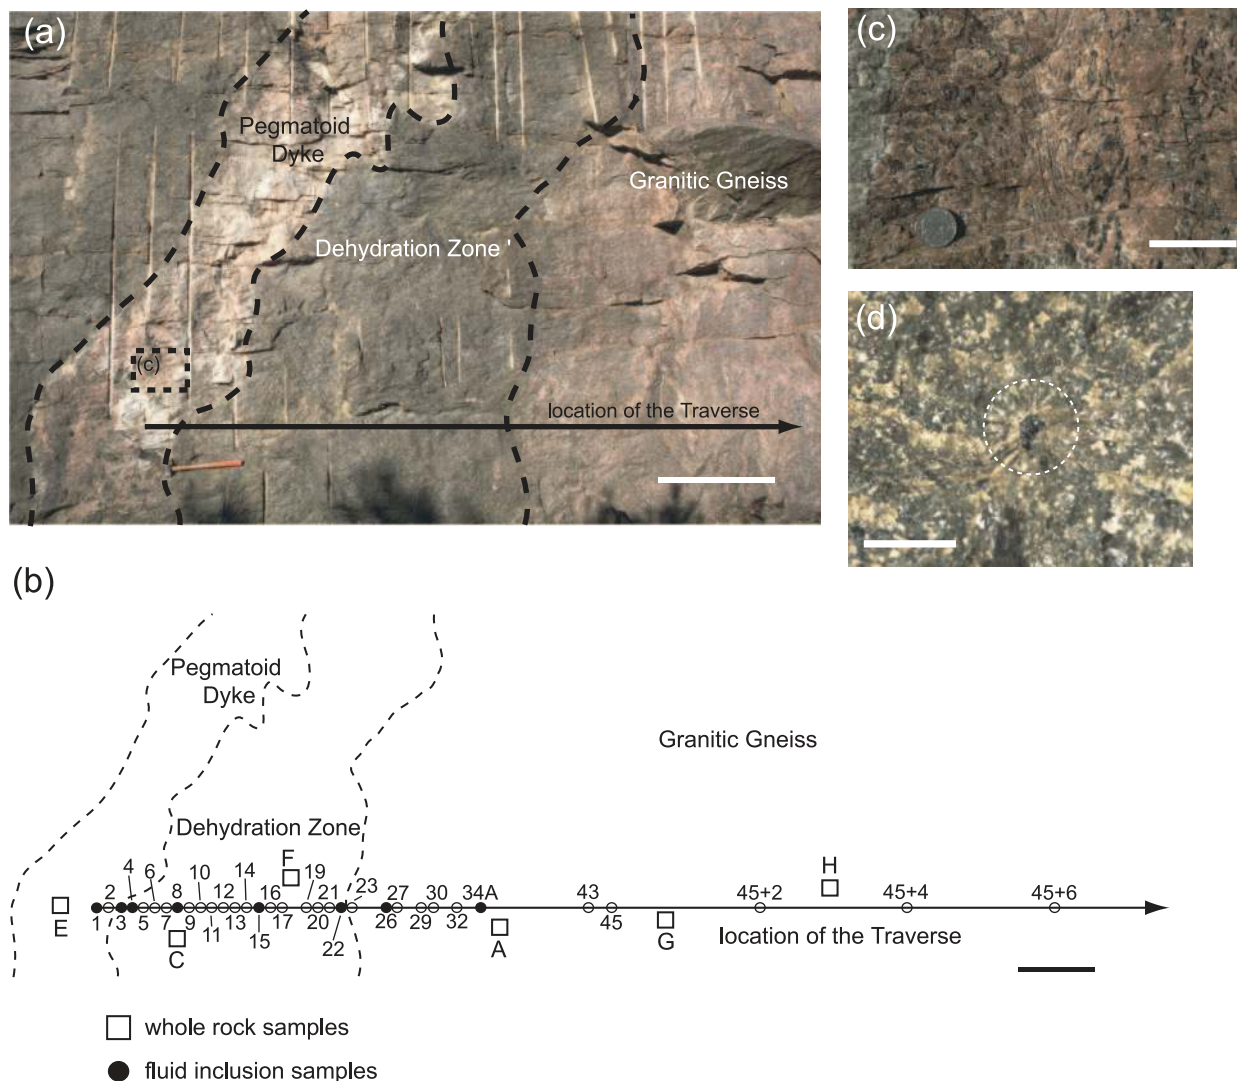 (a)
Pegmatoid
Dyke
Granitic Gneiss
Dehydration Zone '
(c)
location of the Traverse
(c)
(d)
(b)
Pegmatoid
Dyke
Granitic Gneiss
Dehydration Zone
F
H
4 6 10 12 14 16 19 21 23 27 30 34A 43 45+2 45+4 45+6
2 8
E 1 3 5 7 9 11 13 15 17 20 22 26 29 32 45
C A G
location of the Traverse
whole rock samples
fluid inclusion samples